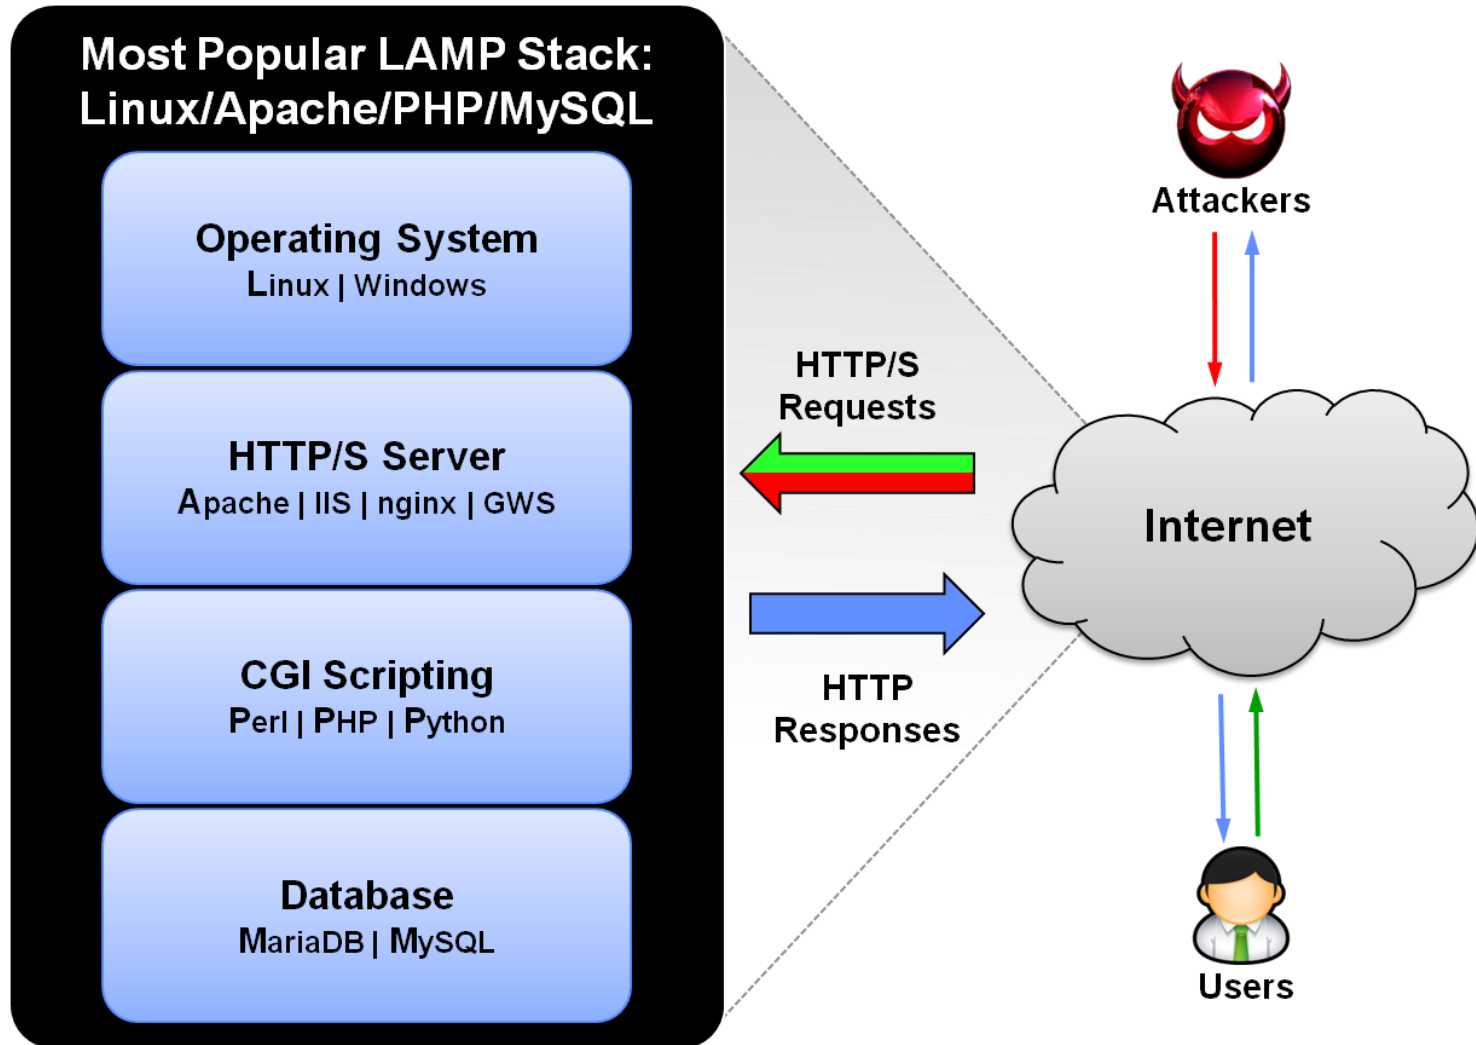 Most Popular LAMP Stack:
Linux/Apache/PHP/MySQL
Operating System
Linux | Windows
HTTP/S Server
Apache | IIS | nginx | GWS
CGI Scripting
Perl | PHP | Python
Database
MariaDB | MySQL
HTTP/S
Requests
HTTP
Responses
Attackers
Internet
Users